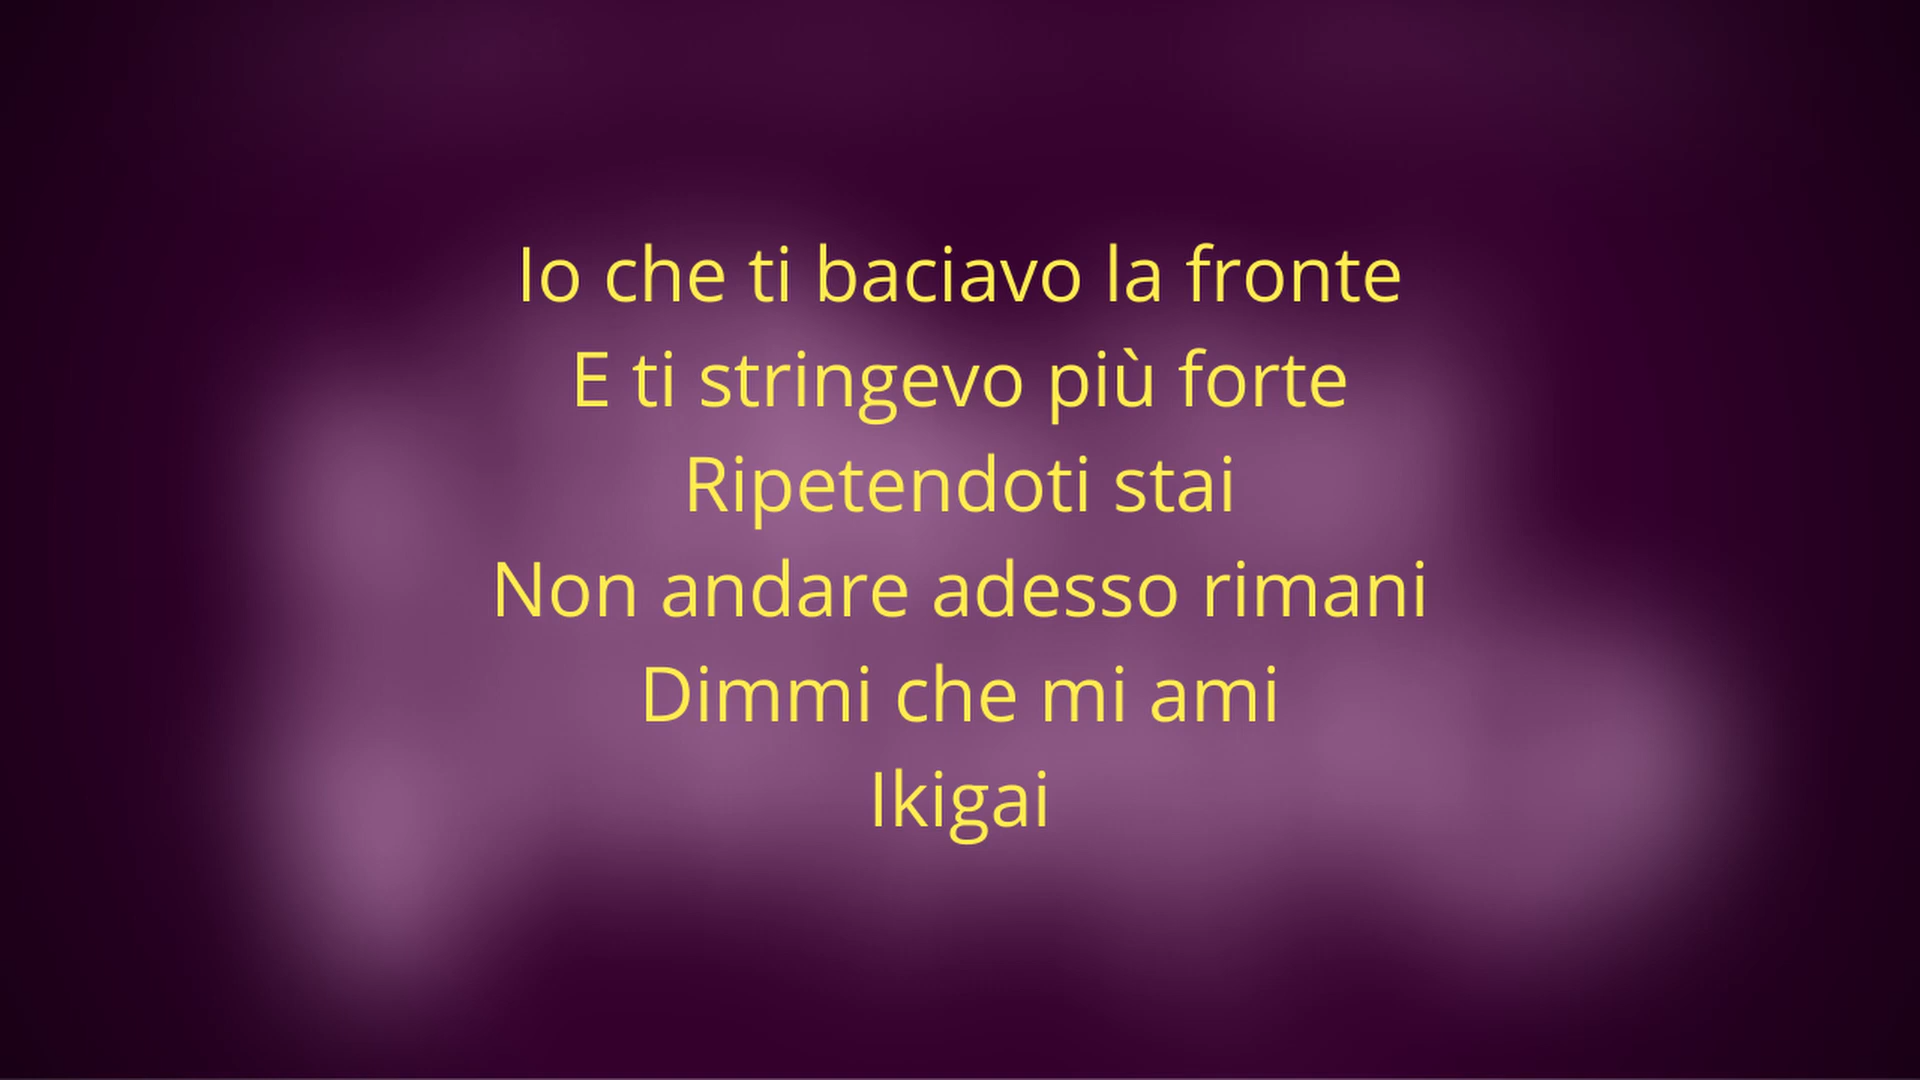 Io che ti baciavo la fronte
E ti stringevo più forte
Ripetendoti stai
Non andare adesso rimani
Dimmi che mi ami
Ikigai